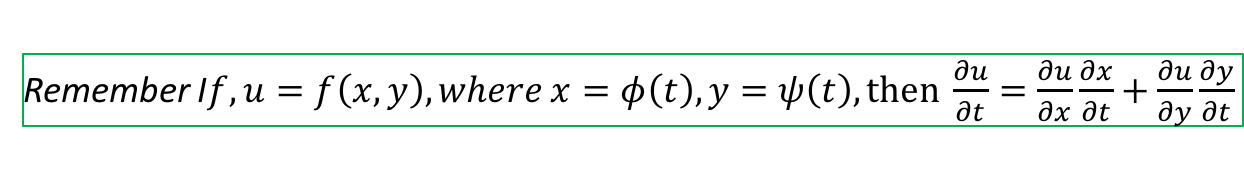 Remember If, u = f(x, y), where x = ϕ(t), y = ψ(t), then ∂u/∂t = ∂u/∂x ∂x/∂t + ∂u/∂y ∂y/∂t